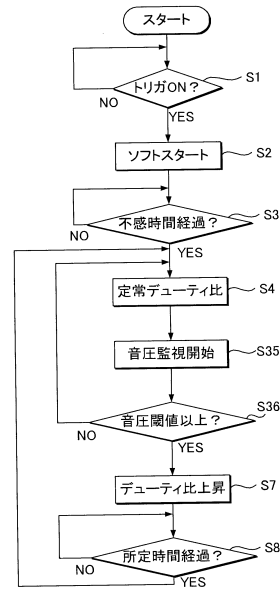 スタート
トリガON?
S1
NO
YES
ソフトスタート
S2
不感時間経過?
S3
NO
YES
定常デューティ比
S4
音圧監視開始
S35
音圧閾値以上?
S36
NO
YES
デューティ比上昇
S7
所定時間経過?
S8
NO
YES